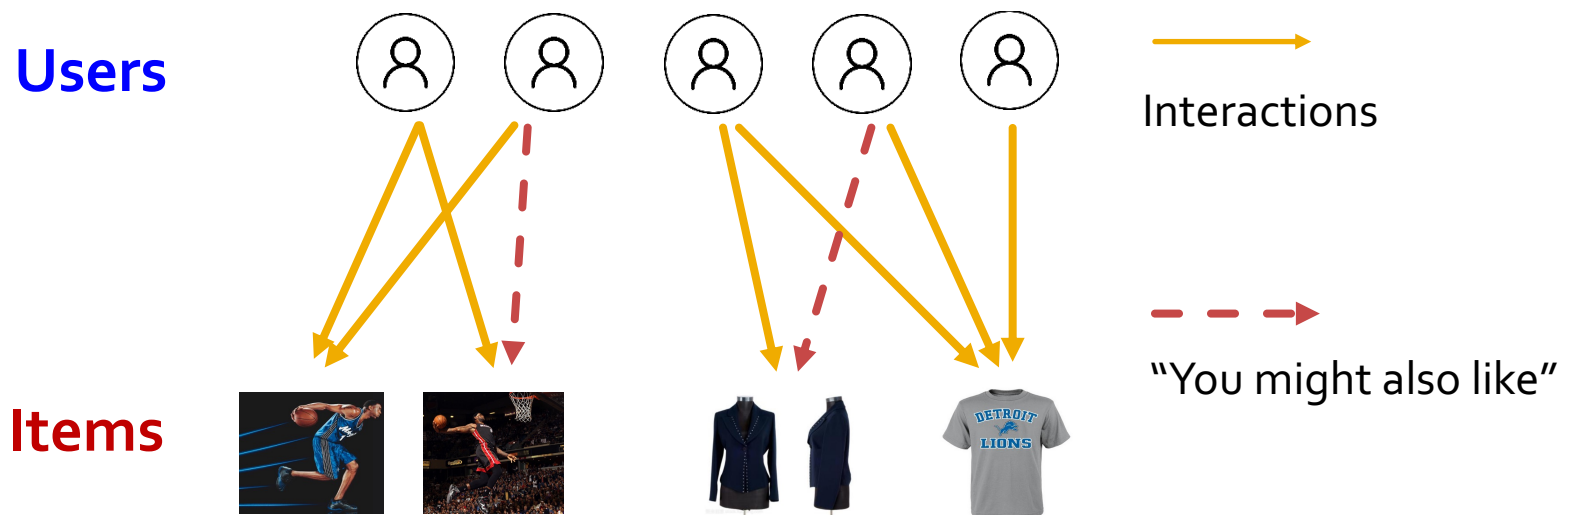 Users
Interactions
"You might also like"
Items
DETROIT
LIONS